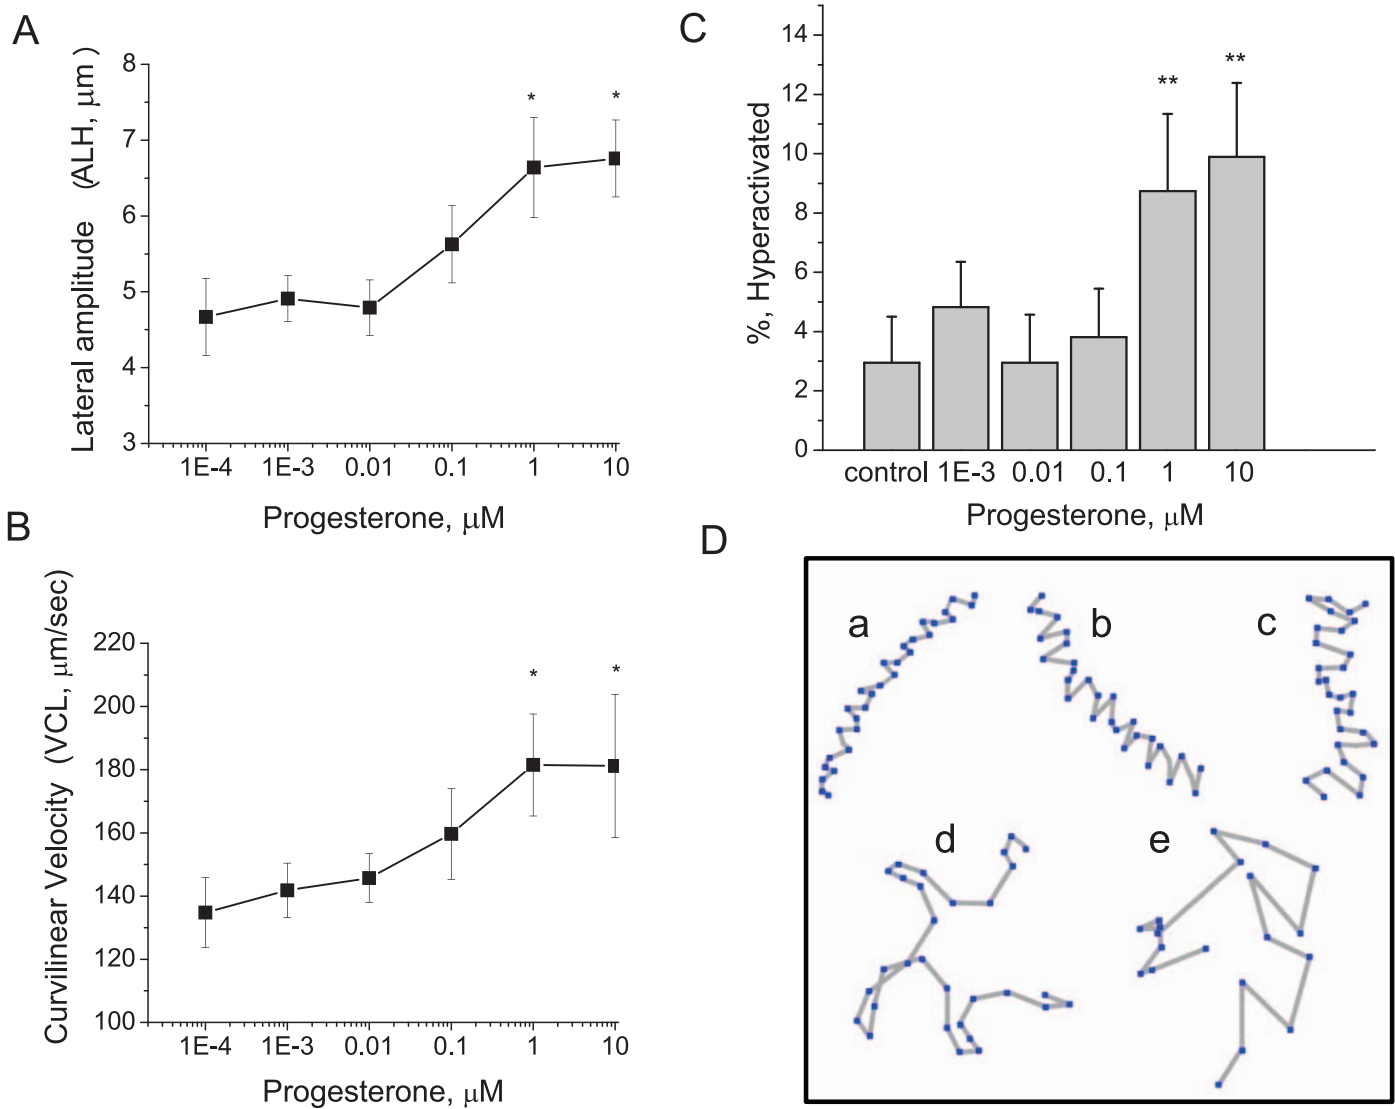 A
Lateral amplitude (ALH, μm )
8
7
6
5
4
3
* *
1E-4 1E-3 0.01 0.1 1 10
Progesterone, μM
B
Curvilinear Velocity (VCL, μm/sec)
220
200
180
160
140
120
100
* *
1E-4 1E-3 0.01 0.1 1 10
Progesterone, μM
C
%, Hyperactivated
14
12
10
8
6
4
2
0
** **
control 1E-3 0.01 0.1 1 10
Progesterone, μM
D
a b c
d e